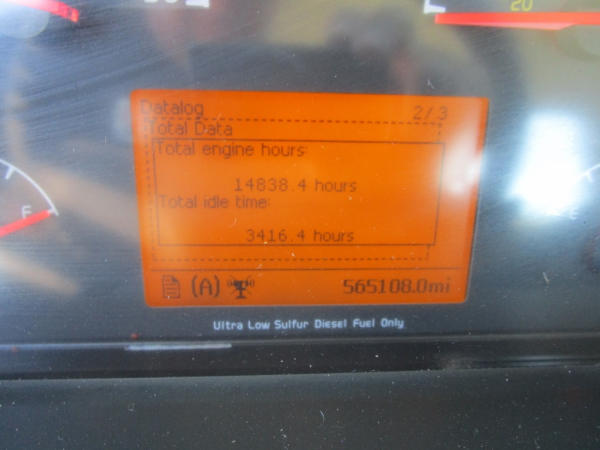 20
Datalog 2/3
Total Data
Total engine hours:
14838.4 hours
Total idle time:
3416.4 hours
F
(A) 565108.0mi
E
Ultra Low Sulfur Diesel Fuel Only